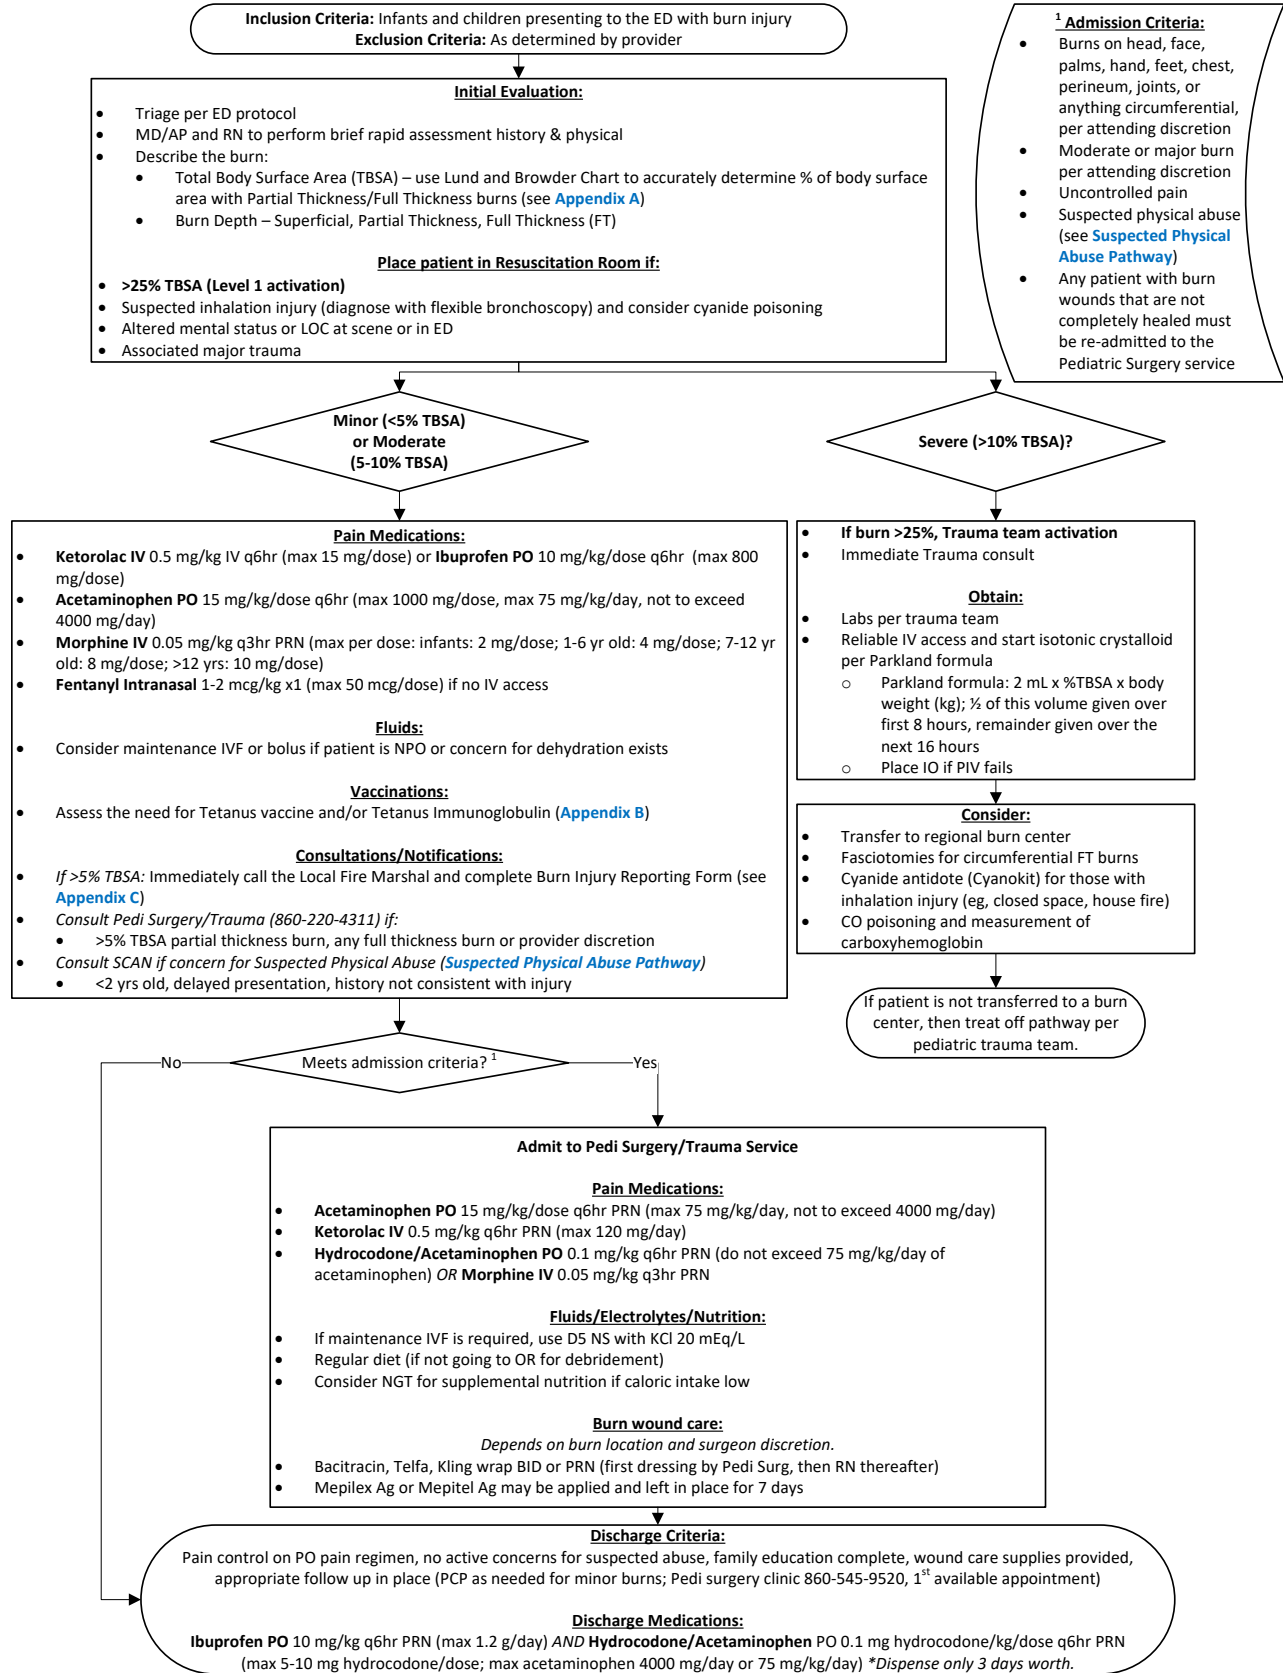 Inclusion Criteria: Infants and children presenting to the ED with burn injury
Exclusion Criteria: As determined by provider
1 Admission Criteria:
• Burns on head, face,
palms, hand, feet, chest,
perineum, joints, or
anything circumferential,
per attending discretion
• Moderate or major burn
per attending discretion
• Uncontrolled pain
• Suspected physical abuse
(see Suspected Physical
Abuse Pathway)
• Any patient with burn
wounds that are not
completely healed must
be re-admitted to the
Pediatric Surgery service
Initial Evaluation:
• Triage per ED protocol
• MD/AP and RN to perform brief rapid assessment history & physical
• Describe the burn:
• Total Body Surface Area (TBSA) – use Lund and Browder Chart to accurately determine % of body surface
area with Partial Thickness/Full Thickness burns (see Appendix A)
• Burn Depth – Superficial, Partial Thickness, Full Thickness (FT)
Place patient in Resuscitation Room if:
• >25% TBSA (Level 1 activation)
• Suspected inhalation injury (diagnose with flexible bronchoscopy) and consider cyanide poisoning
• Altered mental status or LOC at scene or in ED
• Associated major trauma
Minor (<5% TBSA)
or Moderate
(5-10% TBSA)
Severe (>10% TBSA)?
Pain Medications:
• Ketorolac IV 0.5 mg/kg IV q6hr (max 15 mg/dose) or Ibuprofen PO 10 mg/kg/dose q6hr (max 800
mg/dose)
• Acetaminophen PO 15 mg/kg/dose q6hr (max 1000 mg/dose, max 75 mg/kg/day, not to exceed
4000 mg/day)
• Morphine IV 0.05 mg/kg q3hr PRN (max per dose: infants: 2 mg/dose; 1-6 yr old: 4 mg/dose; 7-12 yr
old: 8 mg/dose; >12 yrs: 10 mg/dose)
• Fentanyl Intranasal 1-2 mcg/kg x1 (max 50 mcg/dose) if no IV access
Fluids:
• Consider maintenance IVF or bolus if patient is NPO or concern for dehydration exists
Vaccinations:
• Assess the need for Tetanus vaccine and/or Tetanus Immunoglobulin (Appendix B)
Consultations/Notifications:
• If >5% TBSA: Immediately call the Local Fire Marshal and complete Burn Injury Reporting Form (see
Appendix C)
• Consult Pedi Surgery/Trauma (860-220-4311) if:
• >5% TBSA partial thickness burn, any full thickness burn or provider discretion
• Consult SCAN if concern for Suspected Physical Abuse (Suspected Physical Abuse Pathway)
• <2 yrs old, delayed presentation, history not consistent with injury
• If burn >25%, Trauma team activation
• Immediate Trauma consult
Obtain:
• Labs per trauma team
• Reliable IV access and start isotonic crystalloid
per Parkland formula
o Parkland formula: 2 mL x %TBSA x body
weight (kg); ½ of this volume given over
first 8 hours, remainder given over the
next 16 hours
o Place IO if PIV fails
Consider:
• Transfer to regional burn center
• Fasciotomies for circumferential FT burns
• Cyanide antidote (Cyanokit) for those with
inhalation injury (eg, closed space, house fire)
• CO poisoning and measurement of
carboxyhemoglobin
If patient is not transferred to a burn
center, then treat off pathway per
pediatric trauma team.
No
Meets admission criteria? 1
Yes
Admit to Pedi Surgery/Trauma Service
Pain Medications:
• Acetaminophen PO 15 mg/kg/dose q6hr PRN (max 75 mg/kg/day, not to exceed 4000 mg/day)
• Ketorolac IV 0.5 mg/kg q6hr PRN (max 120 mg/day)
• Hydrocodone/Acetaminophen PO 0.1 mg/kg q6hr PRN (do not exceed 75 mg/kg/day of
acetaminophen) OR Morphine IV 0.05 mg/kg q3hr PRN
Fluids/Electrolytes/Nutrition:
• If maintenance IVF is required, use D5 NS with KCl 20 mEq/L
• Regular diet (if not going to OR for debridement)
• Consider NGT for supplemental nutrition if caloric intake low
Burn wound care:
Depends on burn location and surgeon discretion.
• Bacitracin, Telfa, Kling wrap BID or PRN (first dressing by Pedi Surg, then RN thereafter)
• Mepilex Ag or Mepitel Ag may be applied and left in place for 7 days
Discharge Criteria:
Pain control on PO pain regimen, no active concerns for suspected abuse, family education complete, wound care supplies provided,
appropriate follow up in place (PCP as needed for minor burns; Pedi surgery clinic 860-545-9520, 1st available appointment)
Discharge Medications:
Ibuprofen PO 10 mg/kg q6hr PRN (max 1.2 g/day) AND Hydrocodone/Acetaminophen PO 0.1 mg hydrocodone/kg/dose q6hr PRN
(max 5-10 mg hydrocodone/dose; max acetaminophen 4000 mg/day or 75 mg/kg/day) *Dispense only 3 days worth.